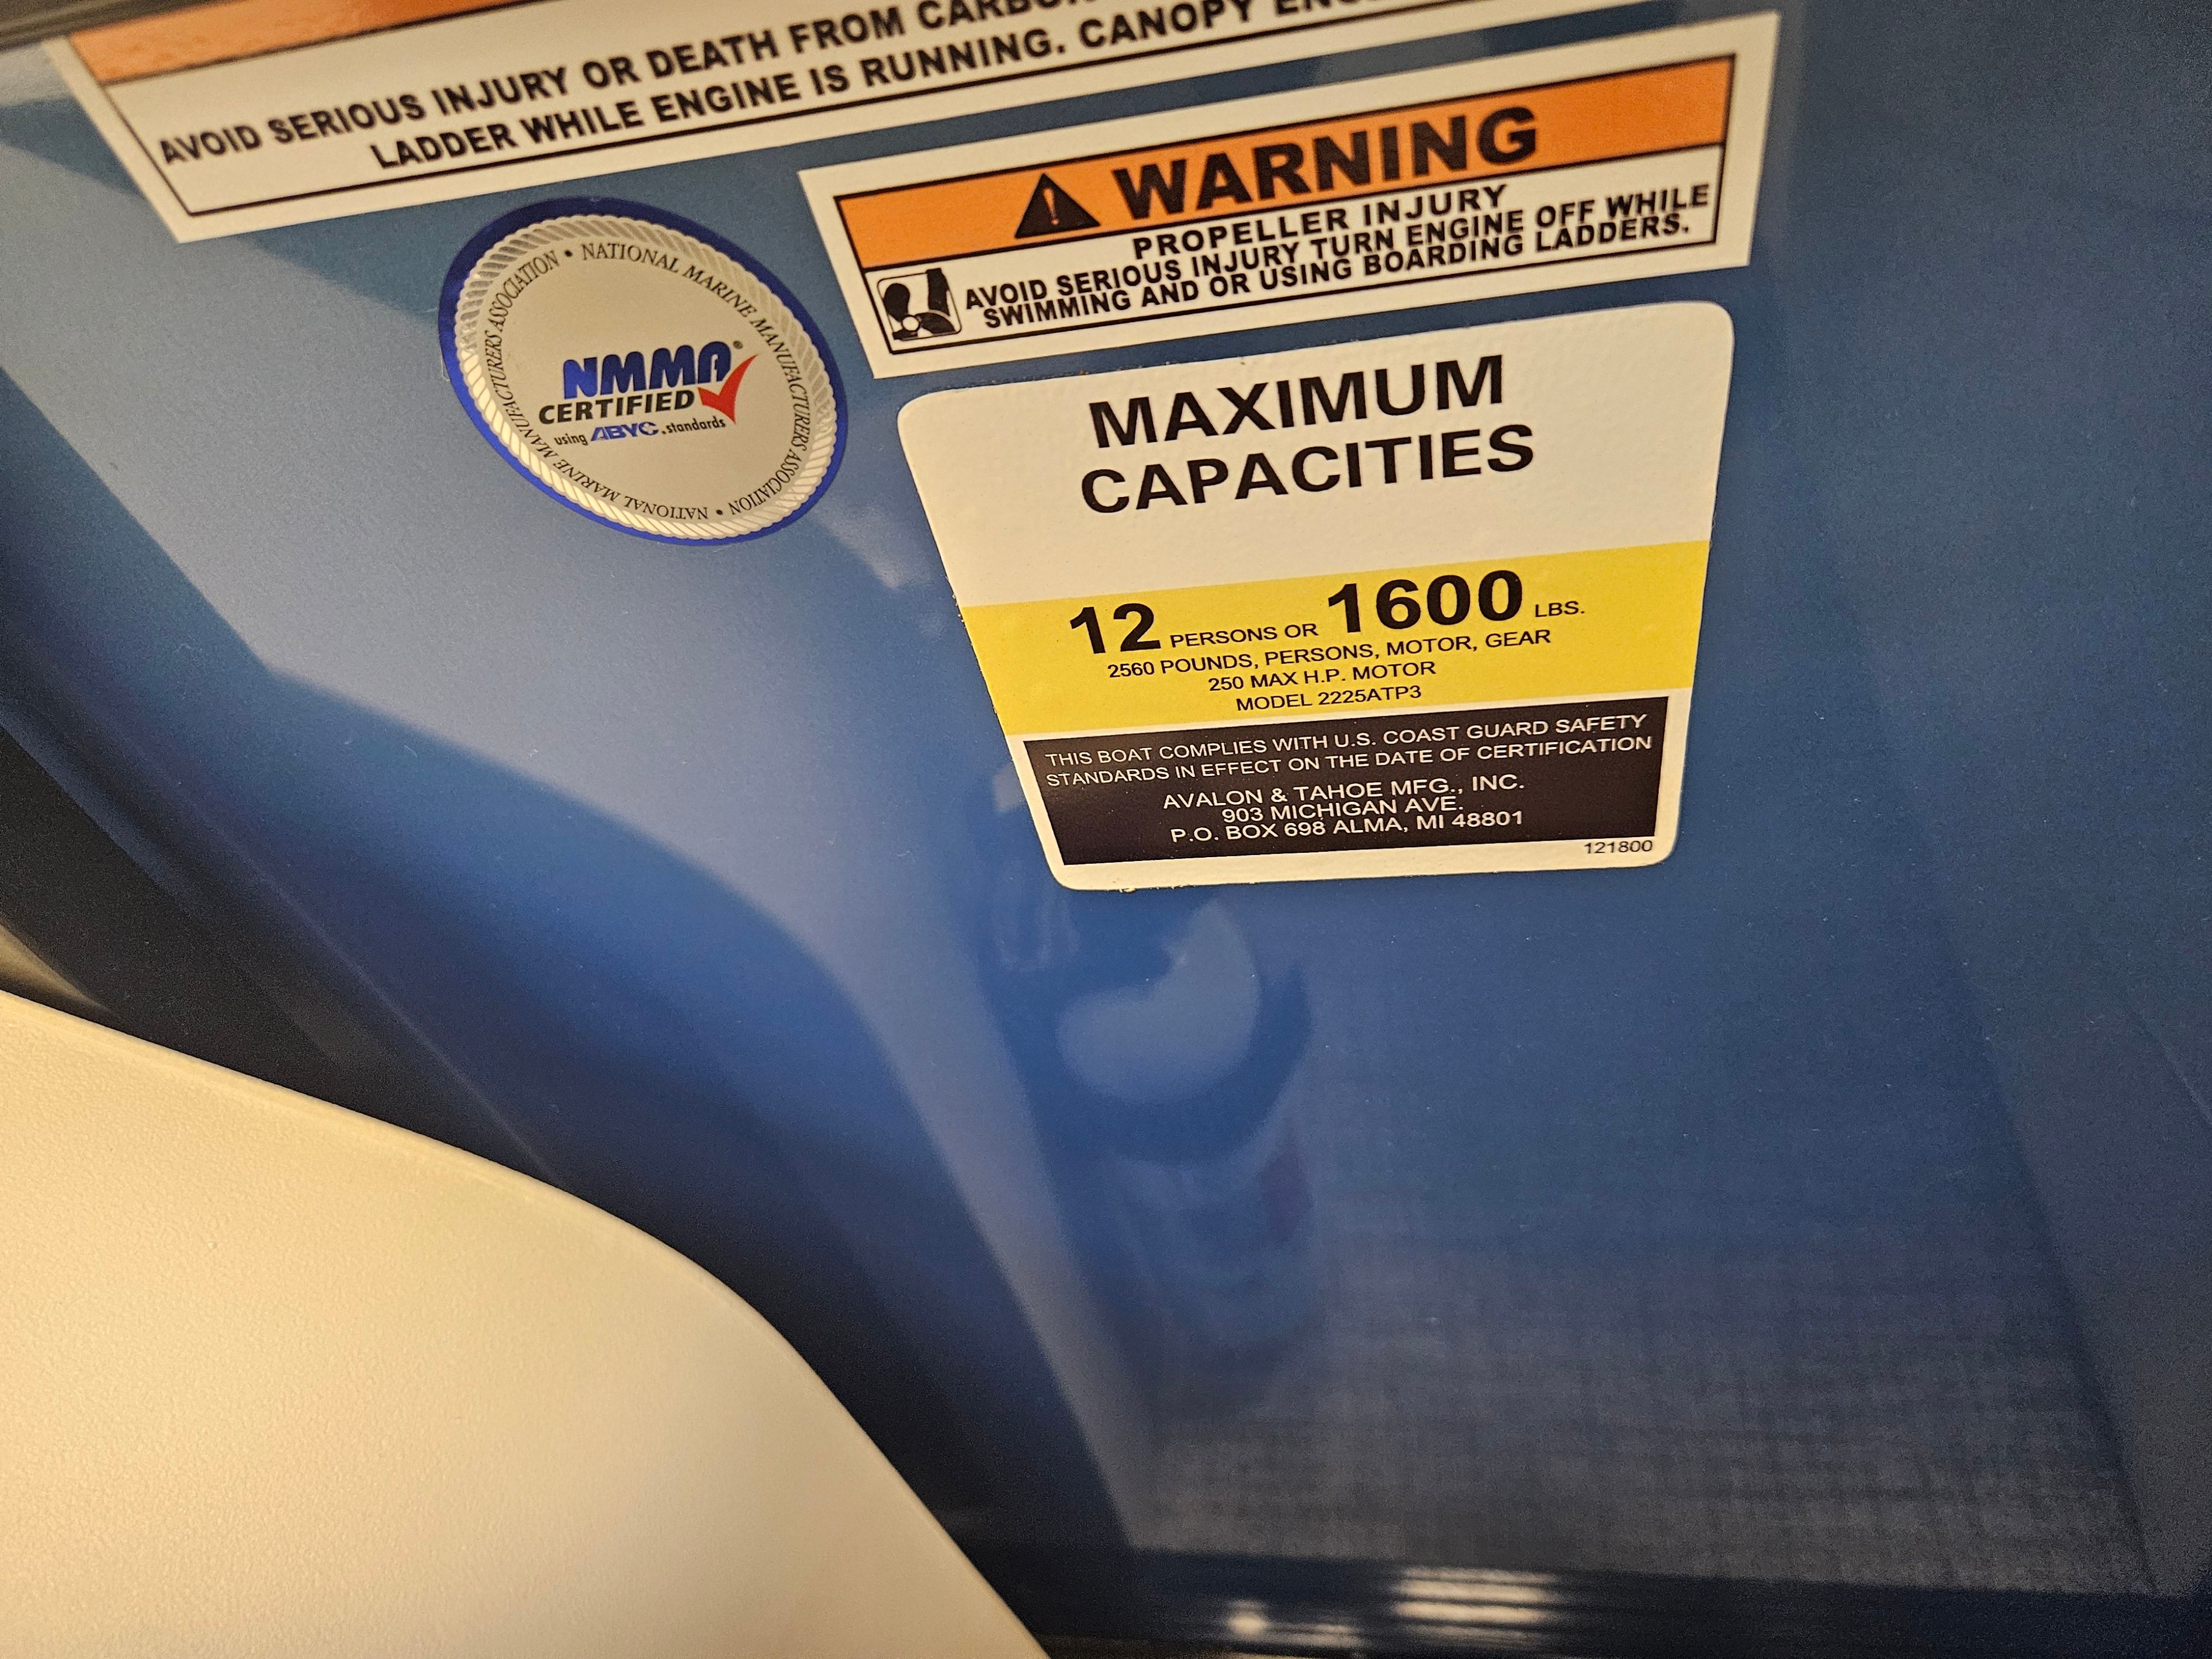 AVOID SERIOUS INJURY OR DEATH FROM
LADDER WHILE ENGINE IS RUNNING. CANOPY
WARNING
PROPELLER INJURY
AVOID SERIOUS INJURY TURN ENGINE OFF WHILE
SWIMMING AND OR USING BOARDING LADDERS.
NATIONAL MARINE MANUFACTURERS ASSOCIATION • NATIONAL MARINE MANUFACTURERS ASSOCIATION •
NMMA®
CERTIFIED
using ABYC. standards
MAXIMUM
CAPACITIES
12 PERSONS OR 1600 LBS.
2560 POUNDS, PERSONS, MOTOR, GEAR
250 MAX H.P. MOTOR
MODEL 2225ATP3
THIS BOAT COMPLIES WITH U.S. COAST GUARD SAFETY
STANDARDS IN EFFECT ON THE DATE OF CERTIFICATION
AVALON & TAHOE MFG., INC.
903 MICHIGAN AVE.
P.O. BOX 698 ALMA, MI 48801
121800